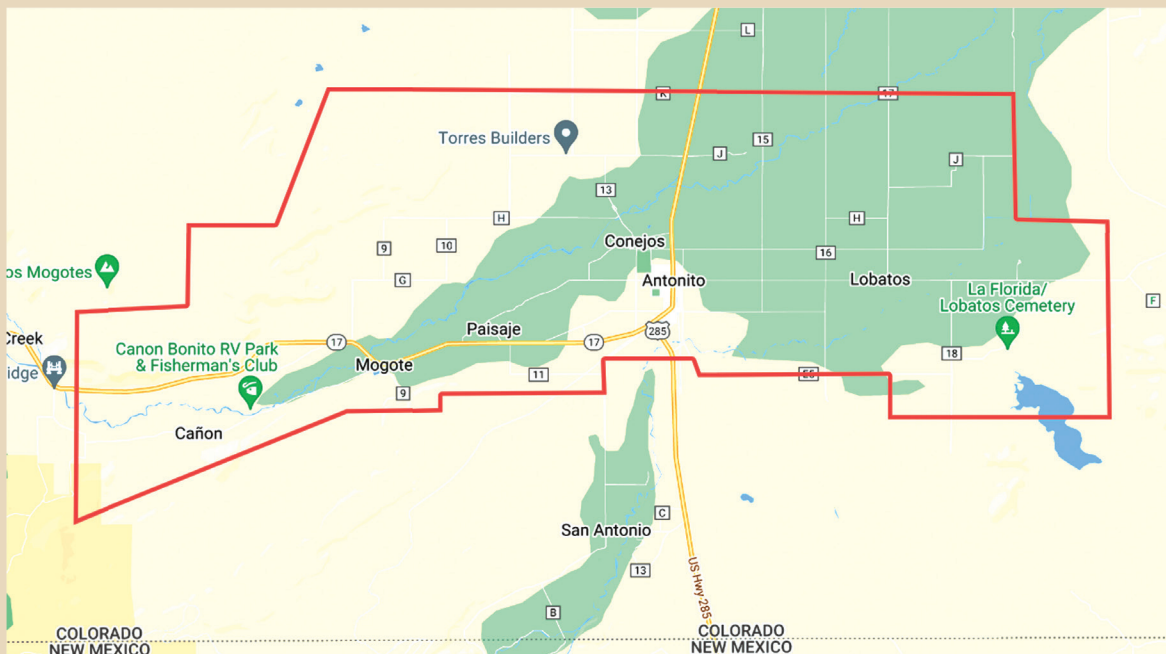 L
K
17
Torres Builders
15
J
J
13
H
H
9
10
Conejos
16
G
Antonito
Lobatos
os Mogotes
La Florida/
Lobatos Cemetery
F
Creek
Paisaje
285
17
17
Canon Bonito RV Park
& Fisherman's Club
idge
Mogote
18
11
9
Cañon
San Antonio
C
13
US Hwy 285
B
COLORADO
NEW MEXICO
COLORADO
NEW MEXICO